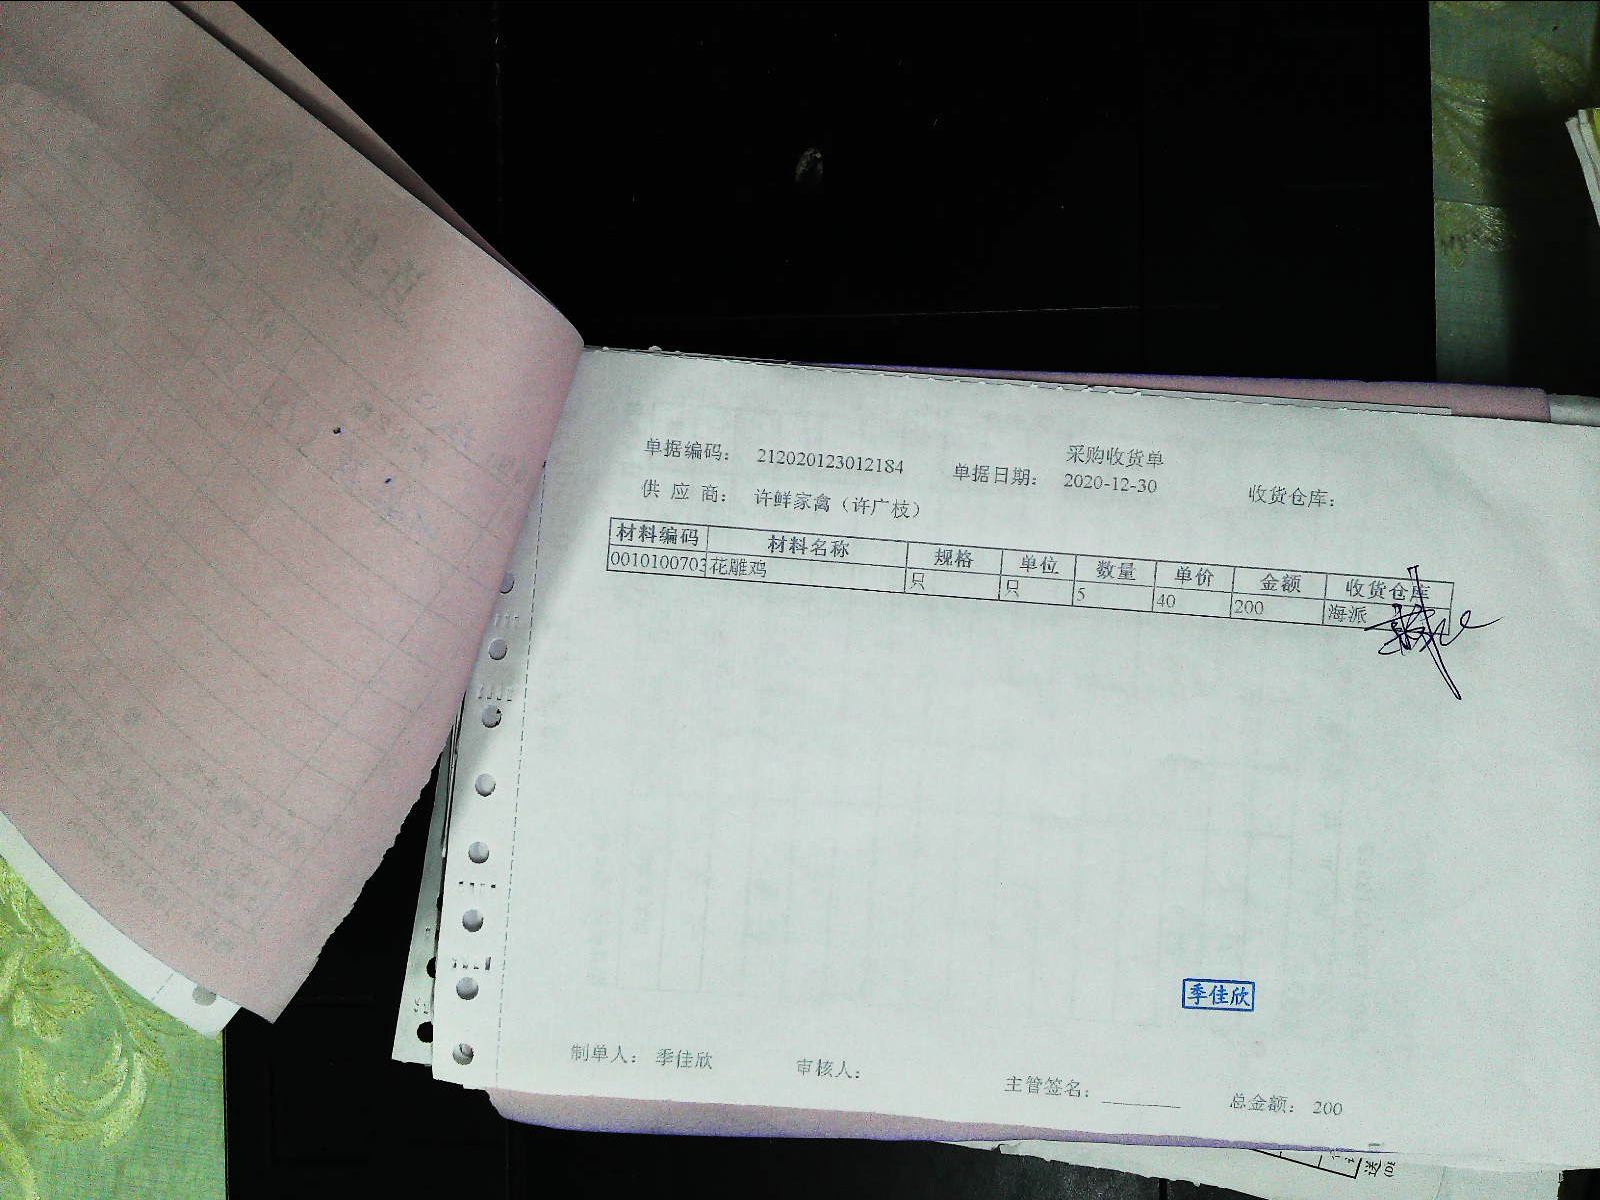 采购收货单
单据编码： 212020123012184 单据日期： 2020-12-30 收货仓库：
供 应 商： 许鲜家禽（许广枝）
材料编码 材料名称 规格 单位 数量 单价 金额 收货仓库
0010100703 花雕鸡 只 只 5 40 200 海派
季佳欣
制单人： 季佳欣 审核人： 主管签名：________ 总金额： 200